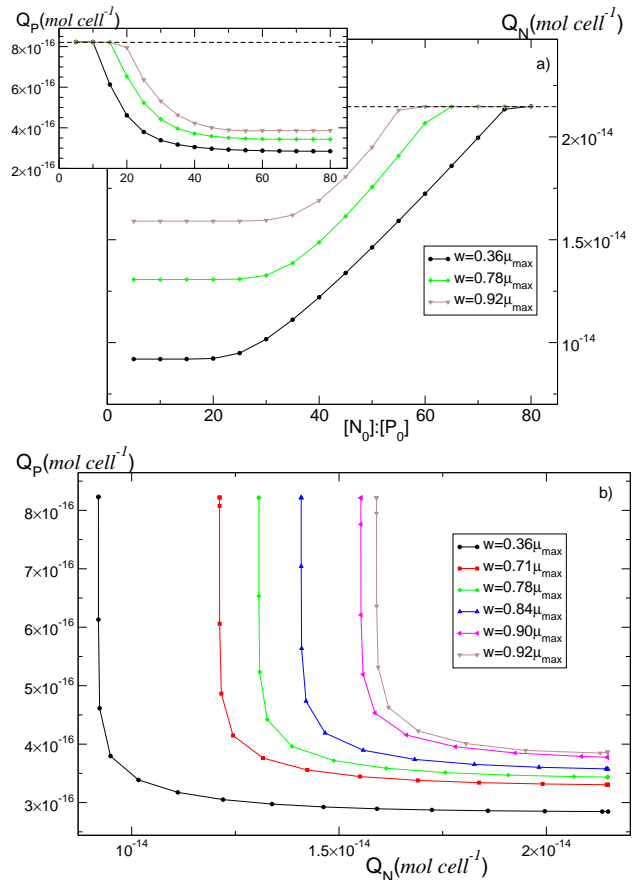 Q_P(mol cell^-1)
Q_N(mol cell^-1)
a)
8×10^-16
6×10^-16
4×10^-16
2×10^-16
0 20 40 60 80
2×10^-14
1.5×10^-14
10^-14
w=0.36μ_max
w=0.78μ_max
w=0.92μ_max
0 20 40 60 80
[N_0]:[P_0]
Q_P(mol cell^-1)
b)
8×10^-16
7×10^-16
6×10^-16
5×10^-16
4×10^-16
3×10^-16
w=0.36μ_max
w=0.71μ_max
w=0.78μ_max
w=0.84μ_max
w=0.90μ_max
w=0.92μ_max
10^-14 1.5×10^-14 2×10^-14
Q_N(mol cell^-1)